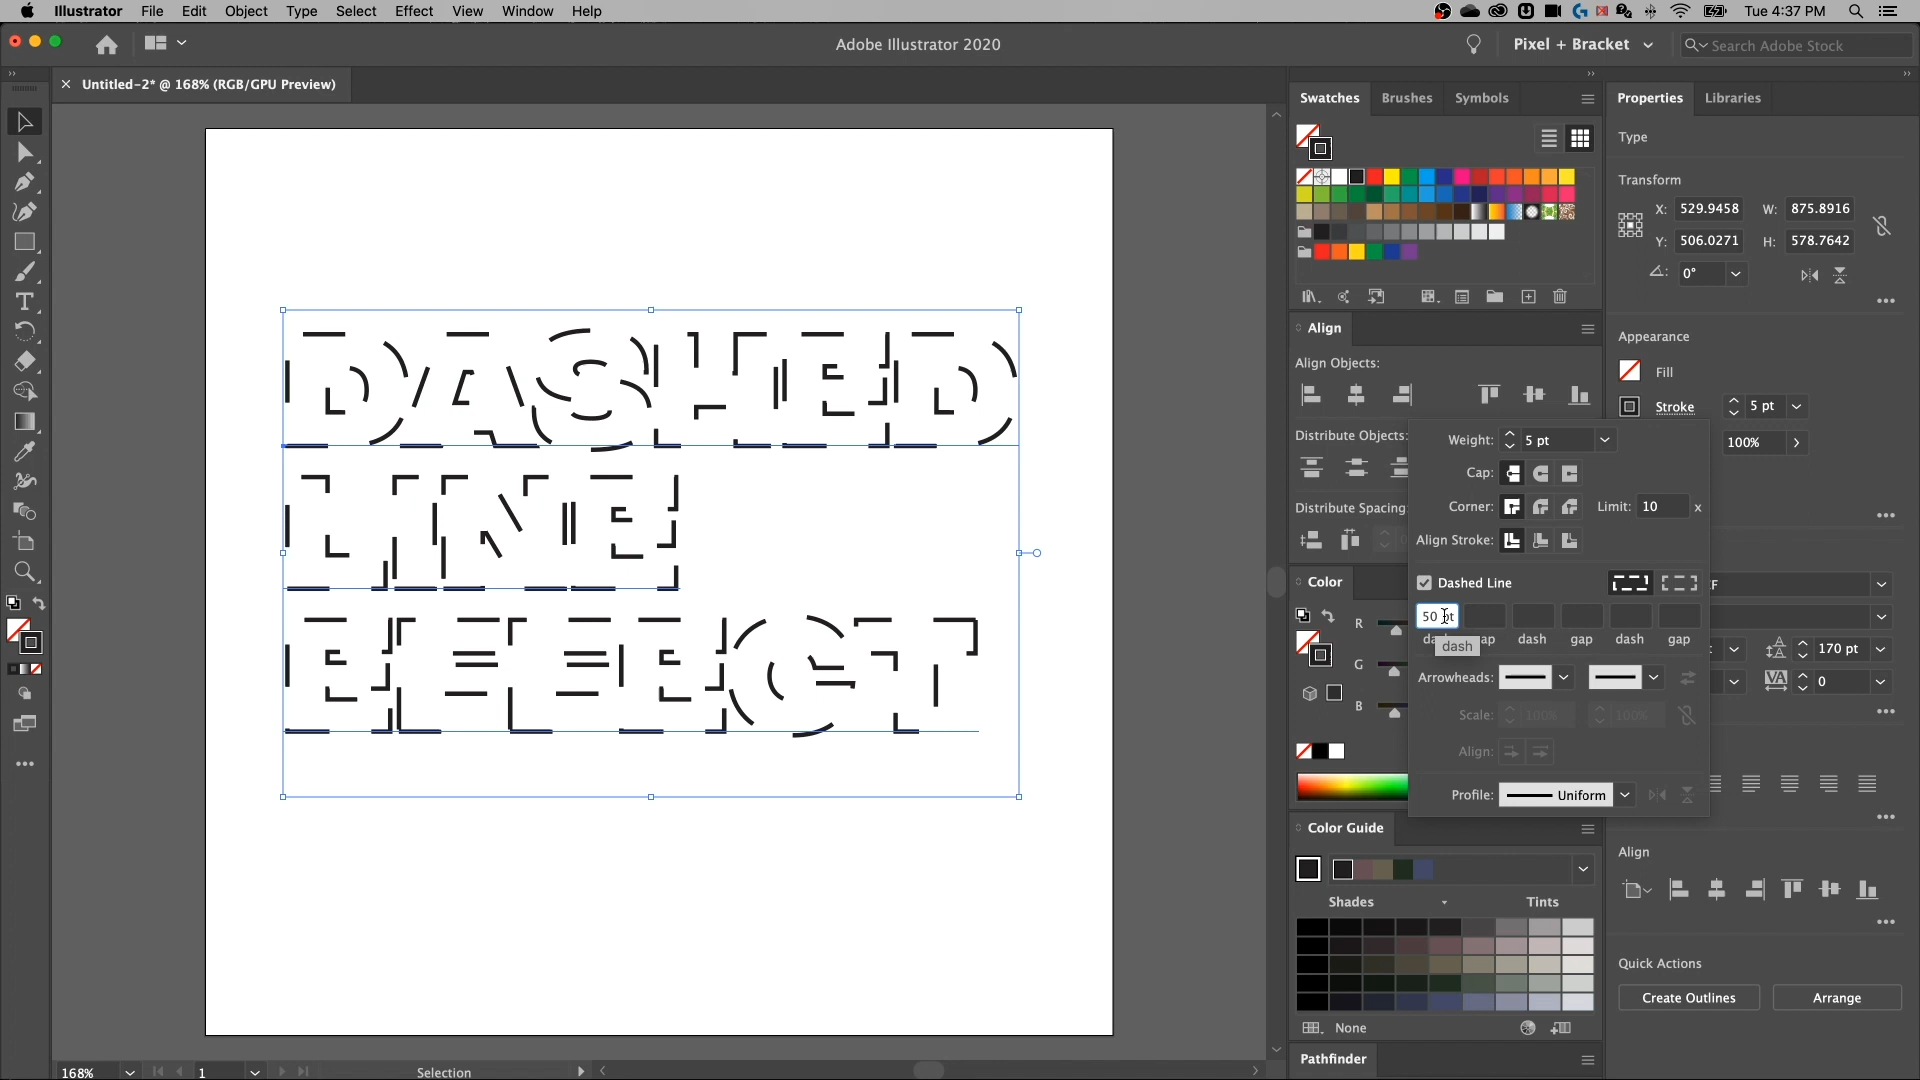 Illustrator File Edit Object Type Select Effect View Window Help
Tue 4:37 PM
Adobe Illustrator 2020
Pixel + Bracket
Search Adobe Stock
Untitled-2* @ 168% (RGB/GPU Preview)
Swatches Brushes Symbols
Properties Libraries
Type
Transform
X: 529.9458 W: 875.8916
Y: 506.0271 H: 578.7642
0°
Align
Align Objects:
Appearance
Fill
Stroke 5 pt
100%
Distribute Objects:
Distribute Spacing:
DASHED
LINE
EFFECT
Weight: 5 pt
Cap:
Corner: Limit: 10 x
Align Stroke:
Dashed Line
50 pt
dash gap dash gap dash gap
dash
Arrowheads:
Scale: 100% 100%
Align:
Profile: Uniform
Color
R
G
B
170 pt
VA 0
Color Guide
Shades Tints
None
Align
Quick Actions
Create Outlines Arrange
Pathfinder
168% 1 Selection